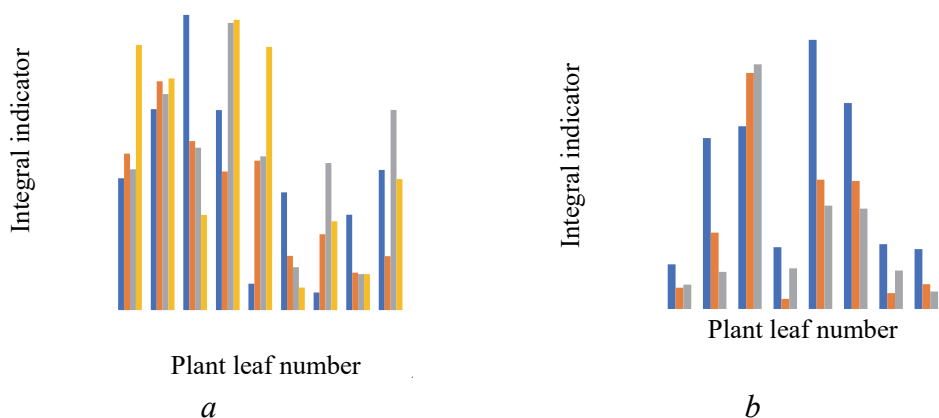 Integral indicator
Plant leaf number
a
Integral indicator
Plant leaf number
b